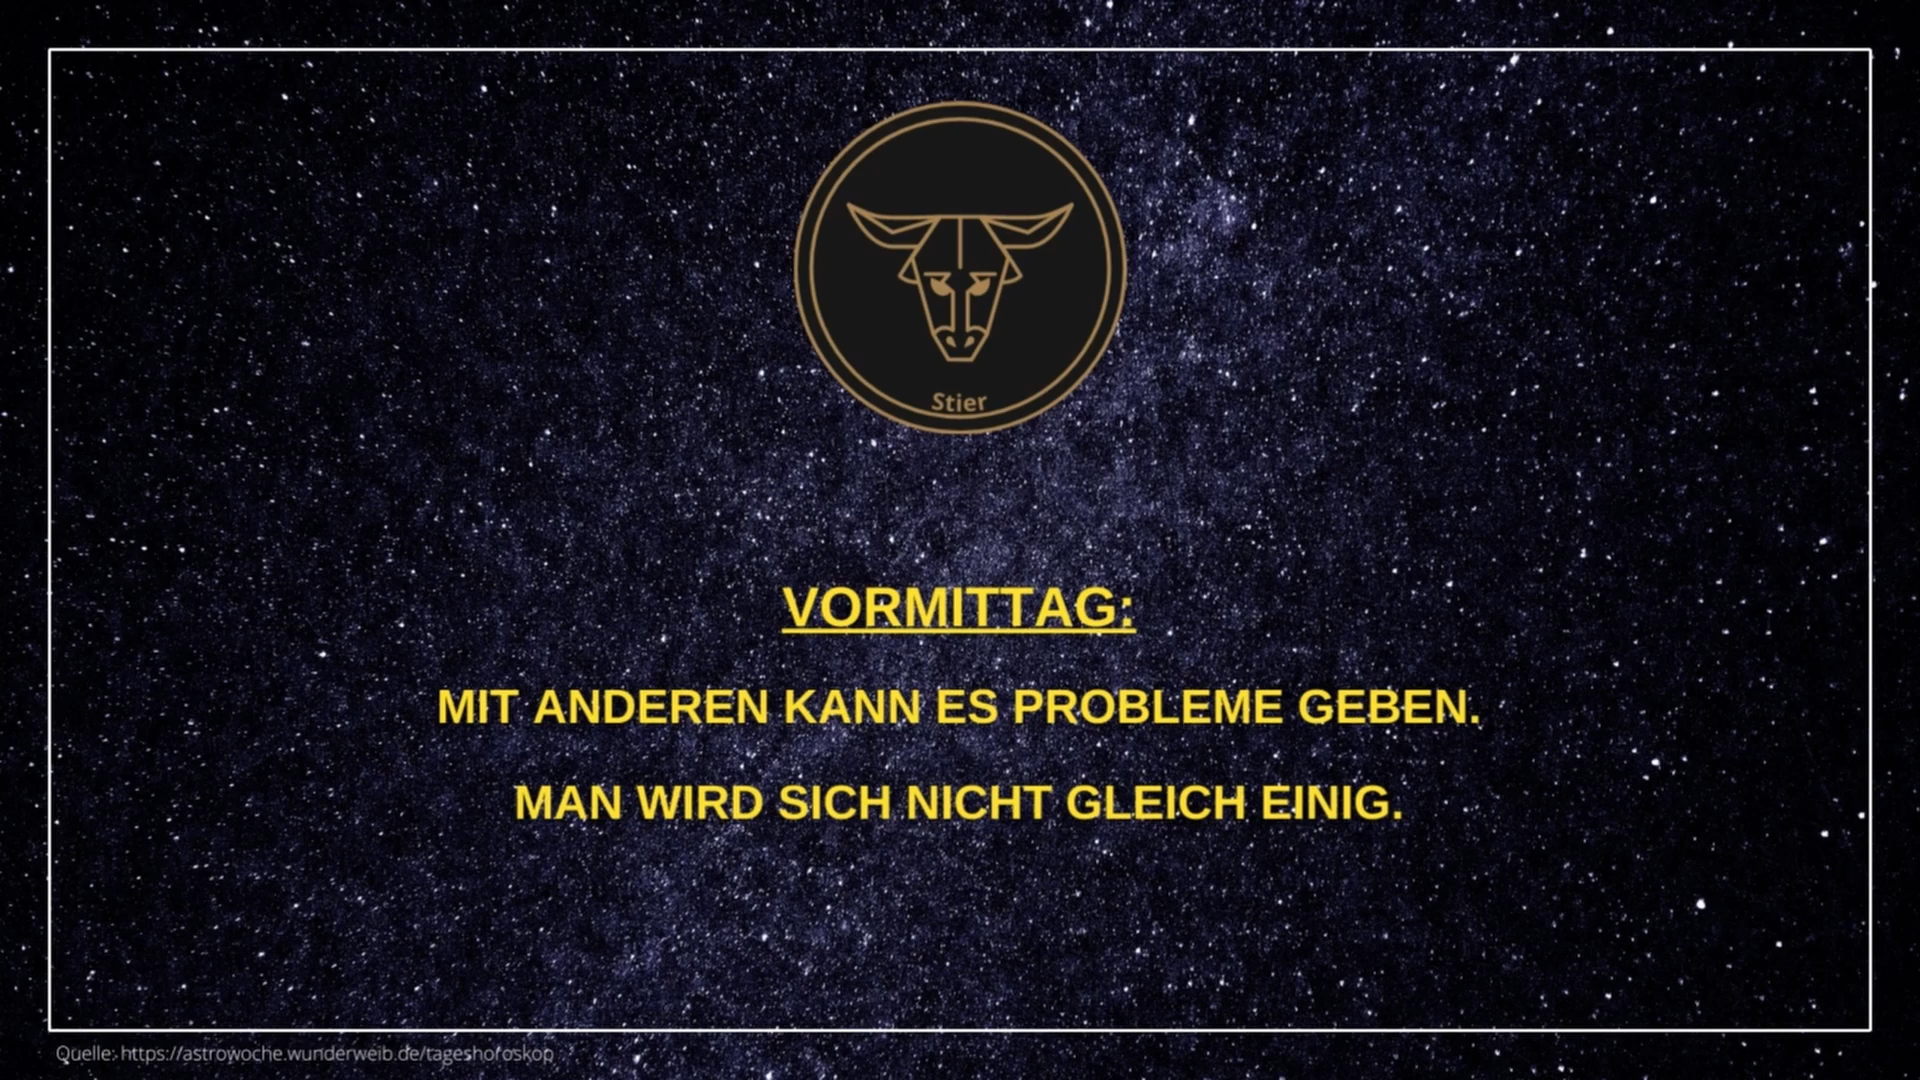 Stier
VORMITTAG:
MIT ANDEREN KANN ES PROBLEME GEBEN.
MAN WIRD SICH NICHT GLEICH EINIG.
Quelle: https://astrowoche.wunderweib.de/tageshoroskop